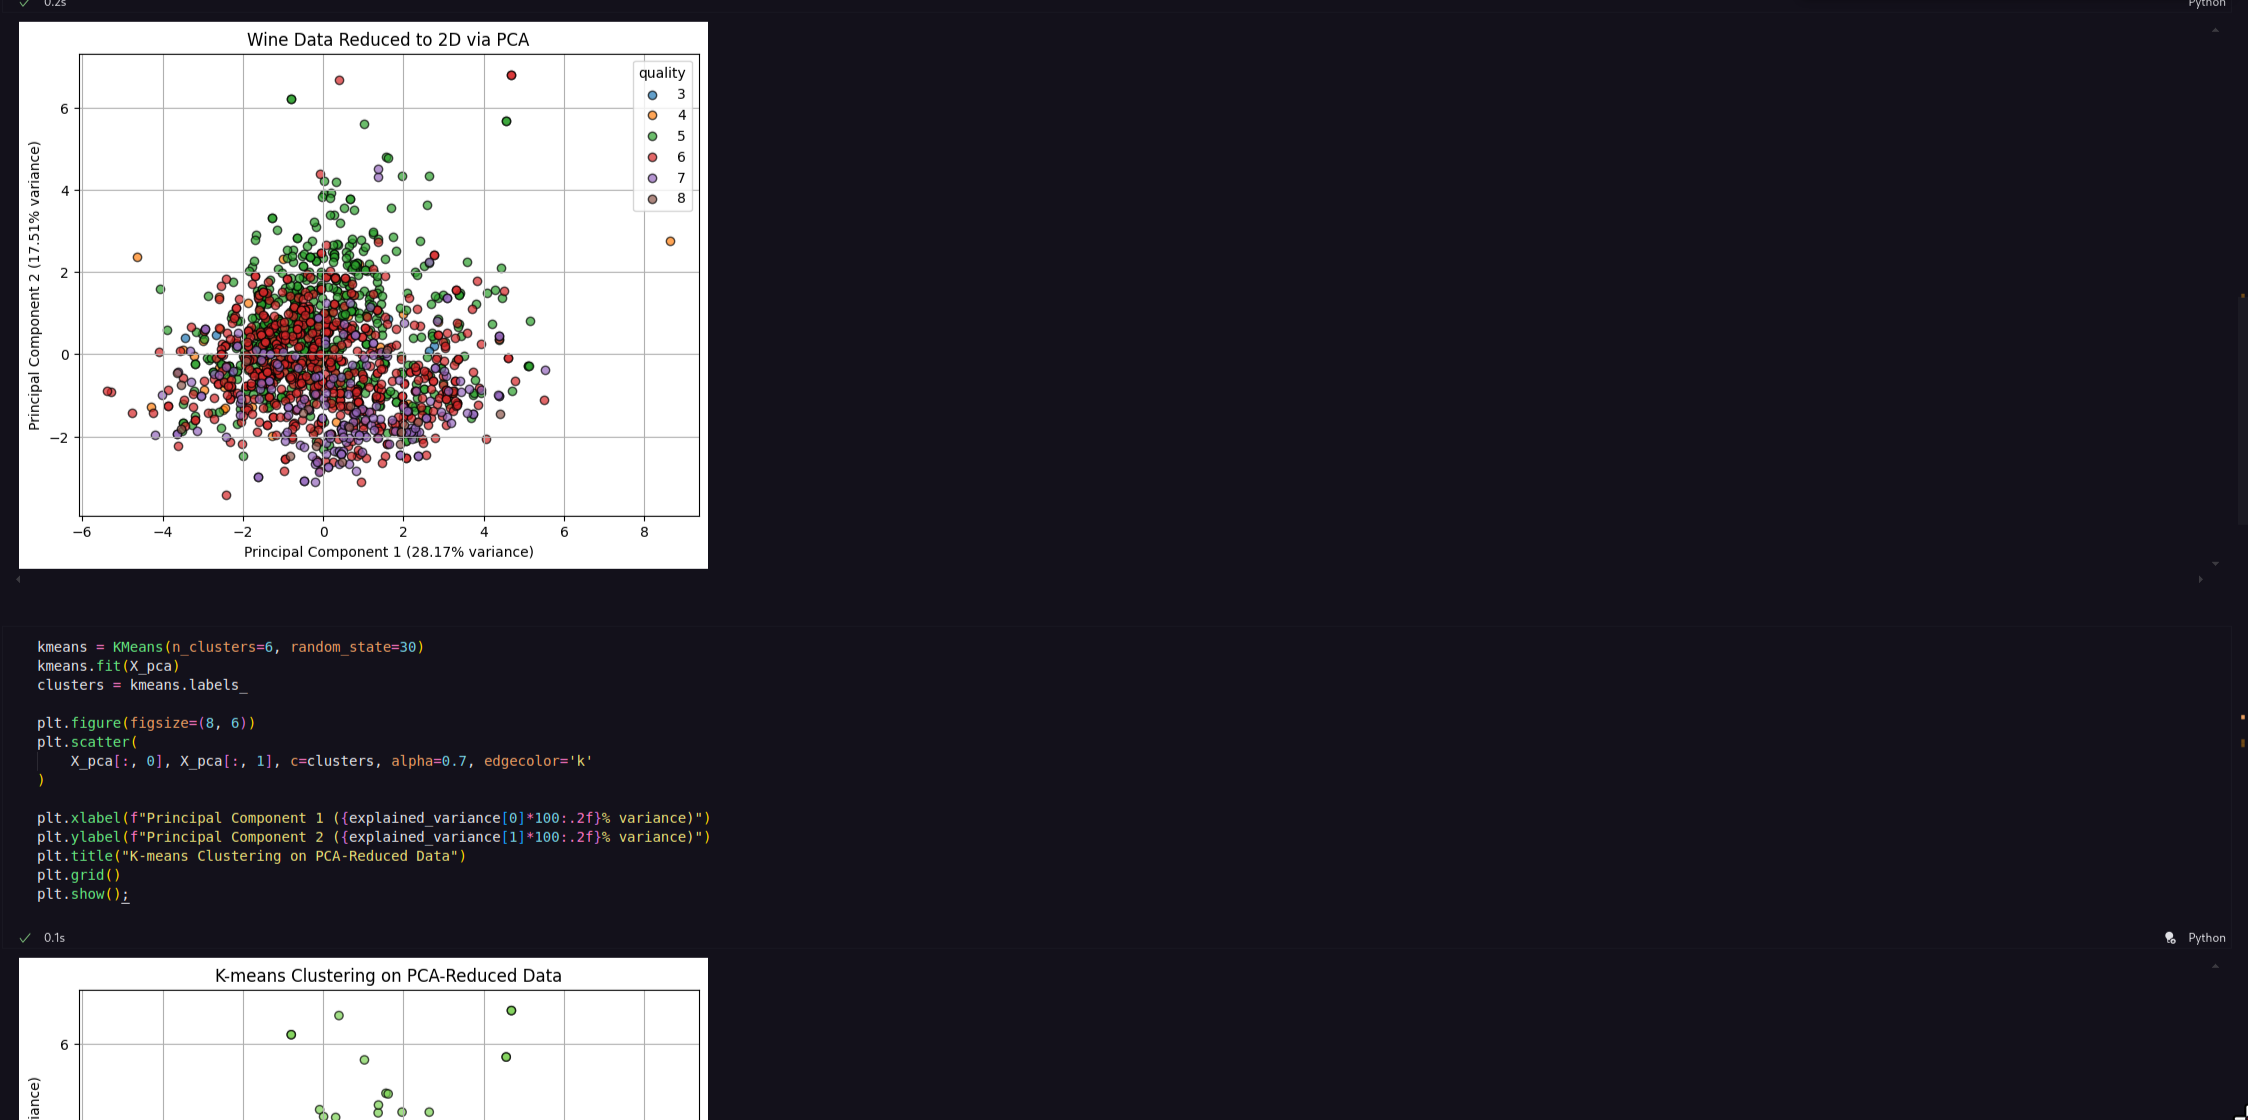 0.2s
Python
Wine Data Reduced to 2D via PCA
quality
3
4
5
6
7
8
6
4
2
0
−2
Principal Component 2 (17.51% variance)
−6 −4 −2 0 2 4 6 8
Principal Component 1 (28.17% variance)
kmeans = KMeans(n_clusters=6, random_state=30)
kmeans.fit(X_pca)
clusters = kmeans.labels_
plt.figure(figsize=(8, 6))
plt.scatter(
X_pca[:, 0], X_pca[:, 1], c=clusters, alpha=0.7, edgecolor='k'
)
plt.xlabel(f"Principal Component 1 ({explained_variance[0]*100:.2f}% variance)")
plt.ylabel(f"Principal Component 2 ({explained_variance[1]*100:.2f}% variance)")
plt.title("K-means Clustering on PCA-Reduced Data")
plt.grid()
plt.show();
0.1s
Python
K-means Clustering on PCA-Reduced Data
6
iance)